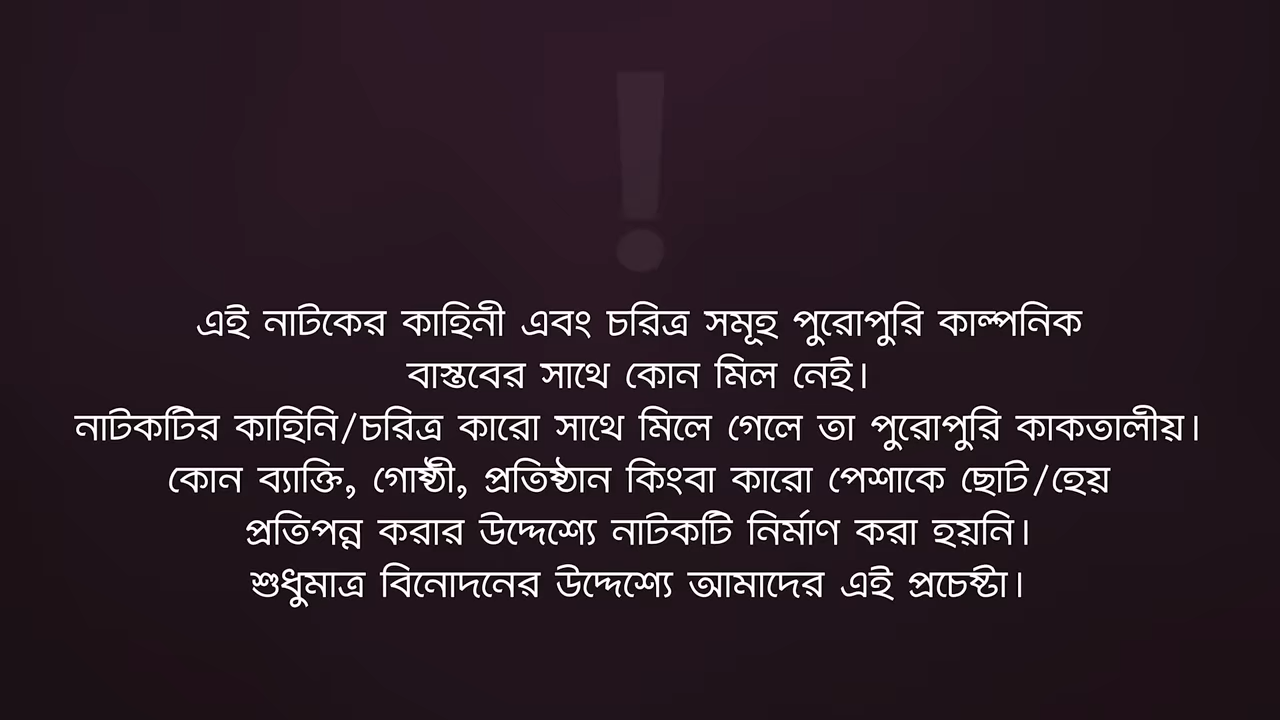 এই নাটকের কাহিনী এবং চরিত্র সমূহ পুরোপুরি কাল্পনিক
বাস্তবের সাথে কোন মিল নেই।
নাটকটির কাহিনি/চরিত্র কারো সাথে মিলে গেলে তা পুরোপুরি কাকতালীয়।
কোন ব্যাক্তি, গোষ্ঠী, প্রতিষ্ঠান কিংবা কারো পেশাকে ছোট/হেয়
প্রতিপন্ন করার উদ্দেশ্যে নাটকটি নির্মাণ করা হয়নি।
শুধুমাত্র বিনোদনের উদ্দেশ্যে আমাদের এই প্রচেষ্টা।